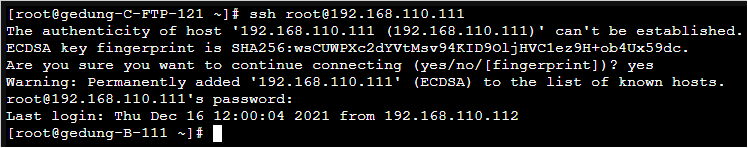 [root@gedung-C-FTP-121 ~]# ssh root@192.168.110.111
The authenticity of host '192.168.110.111 (192.168.110.111)' can't be established.
ECDSA key fingerprint is SHA256:wsCUWPXc2dYVtMsv94KID9OljHVC1ez9H+ob4Ux59dc.
Are you sure you want to continue connecting (yes/no/[fingerprint])? yes
Warning: Permanently added '192.168.110.111' (ECDSA) to the list of known hosts.
root@192.168.110.111's password:
Last login: Thu Dec 16 12:00:04 2021 from 192.168.110.112
[root@gedung-B-111 ~]#